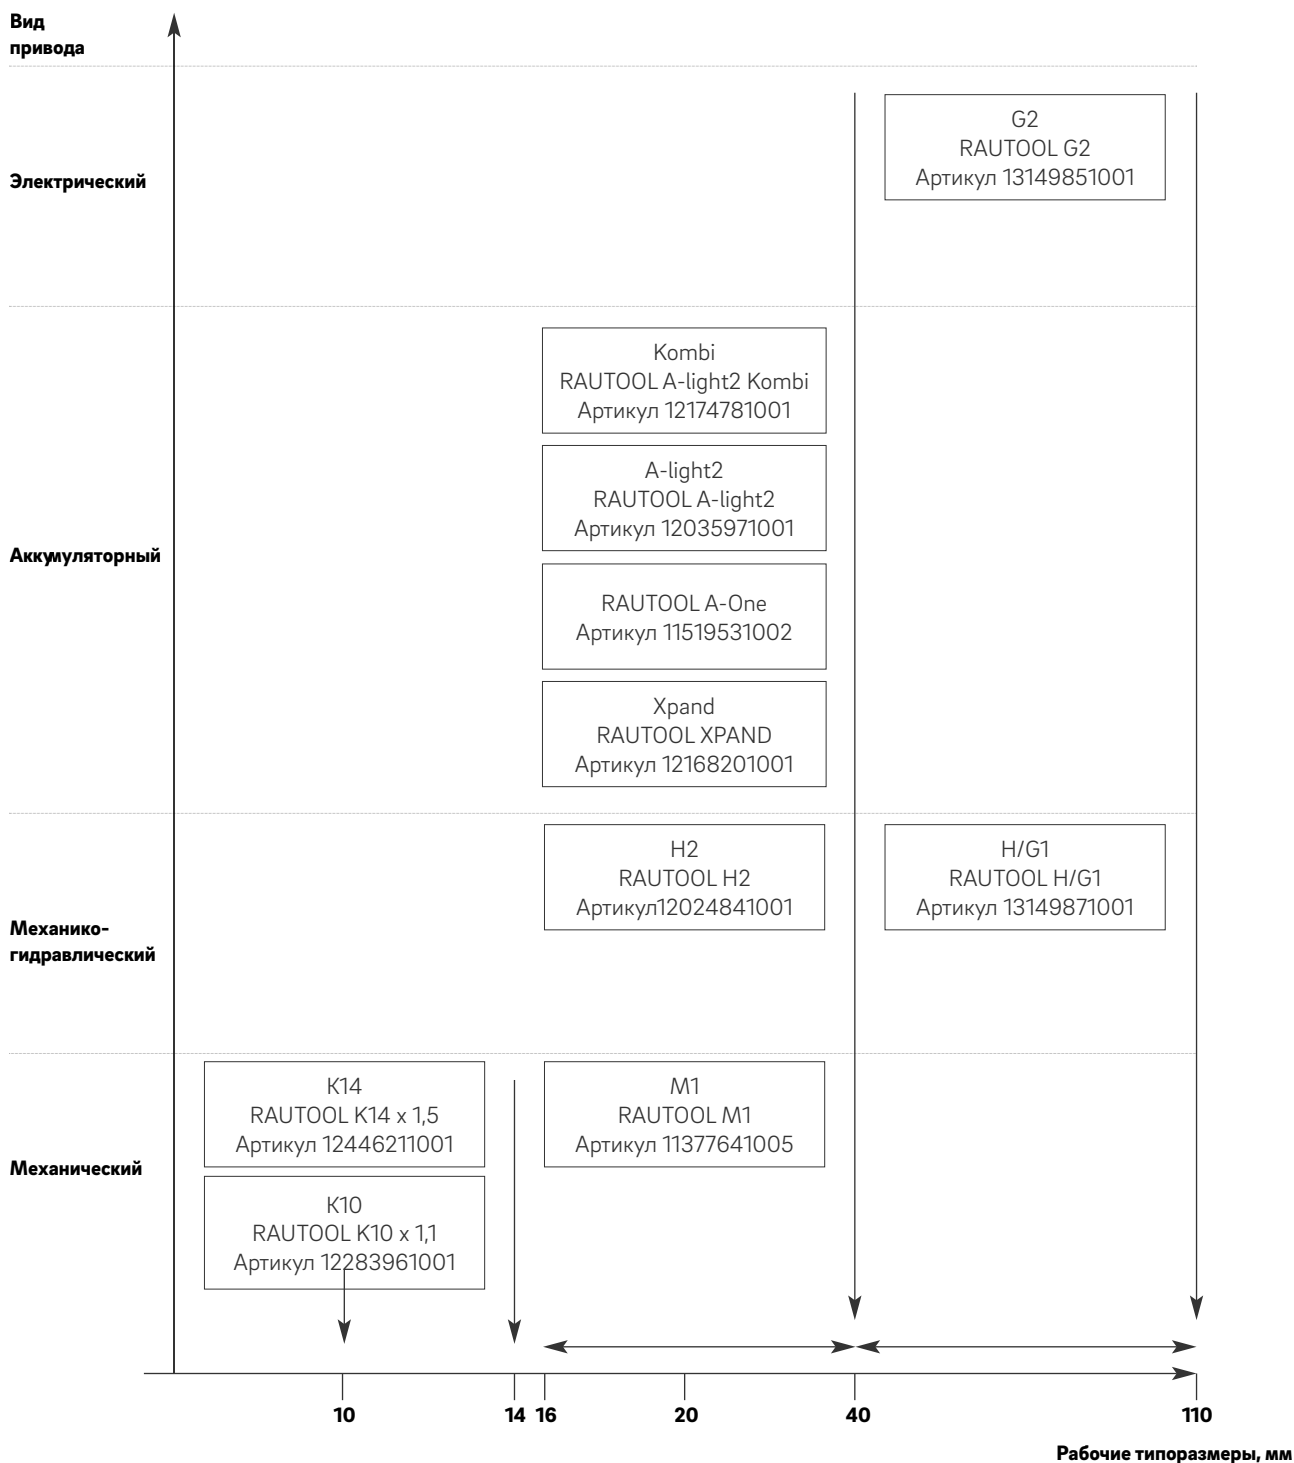 Вид
привода
Электрический
G2
RAUTOOL G2
Артикул 13149851001
Аккумуляторный
Kombi
RAUTOOL A-light2 Kombi
Артикул 12174781001
A-light2
RAUTOOL A-light2
Артикул 12035971001
RAUTOOL A-One
Артикул 11519531002
Xpand
RAUTOOL XPAND
Артикул 12168201001
Механико-
гидравлический
H2
RAUTOOL H2
Артикул12024841001
H/G1
RAUTOOL H/G1
Артикул 13149871001
Механический
K14
RAUTOOL K14 x 1,5
Артикул 12446211001
K10
RAUTOOL K10 x 1,1
Артикул 12283961001
M1
RAUTOOL M1
Артикул 11377641005
10 14 16 20 40 110
Рабочие типоразмеры, мм